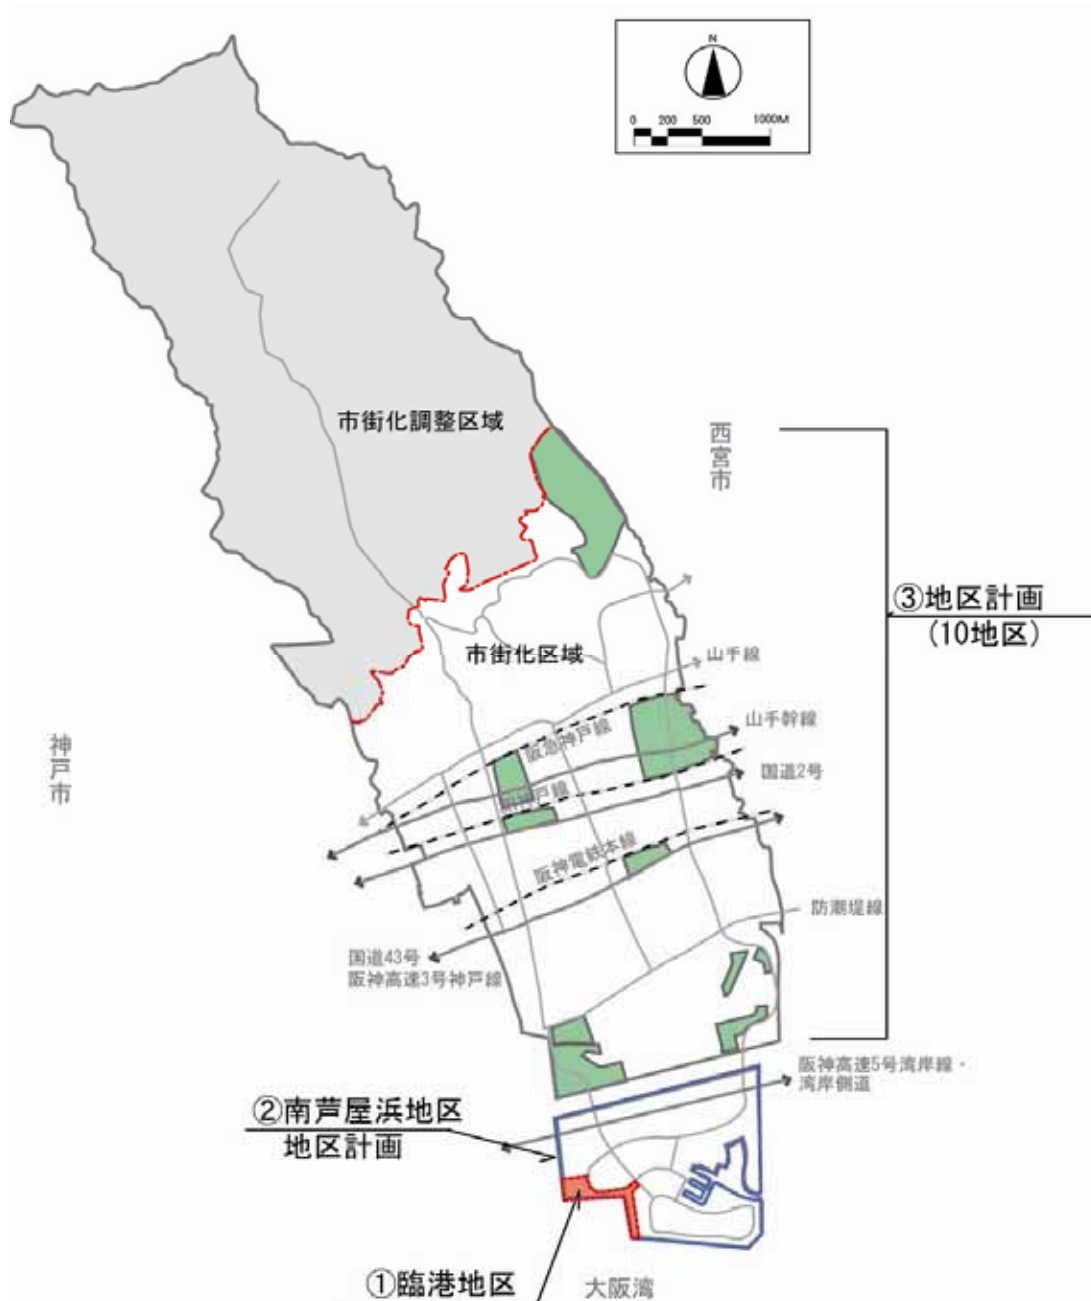 N
0 200 500 1000M
市街化調整区域
西宮市
③地区計画
(10地区)
市街化区域
山手線
山手幹線
阪急神戸線
神戸市
国道2号
神戸線
阪神電鉄本線
防潮堤線
国道43号
阪神高速3号神戸線
阪神高速5号湾岸線・
湾岸側道
②南芦屋浜地区
地区計画
①臨港地区
大阪湾